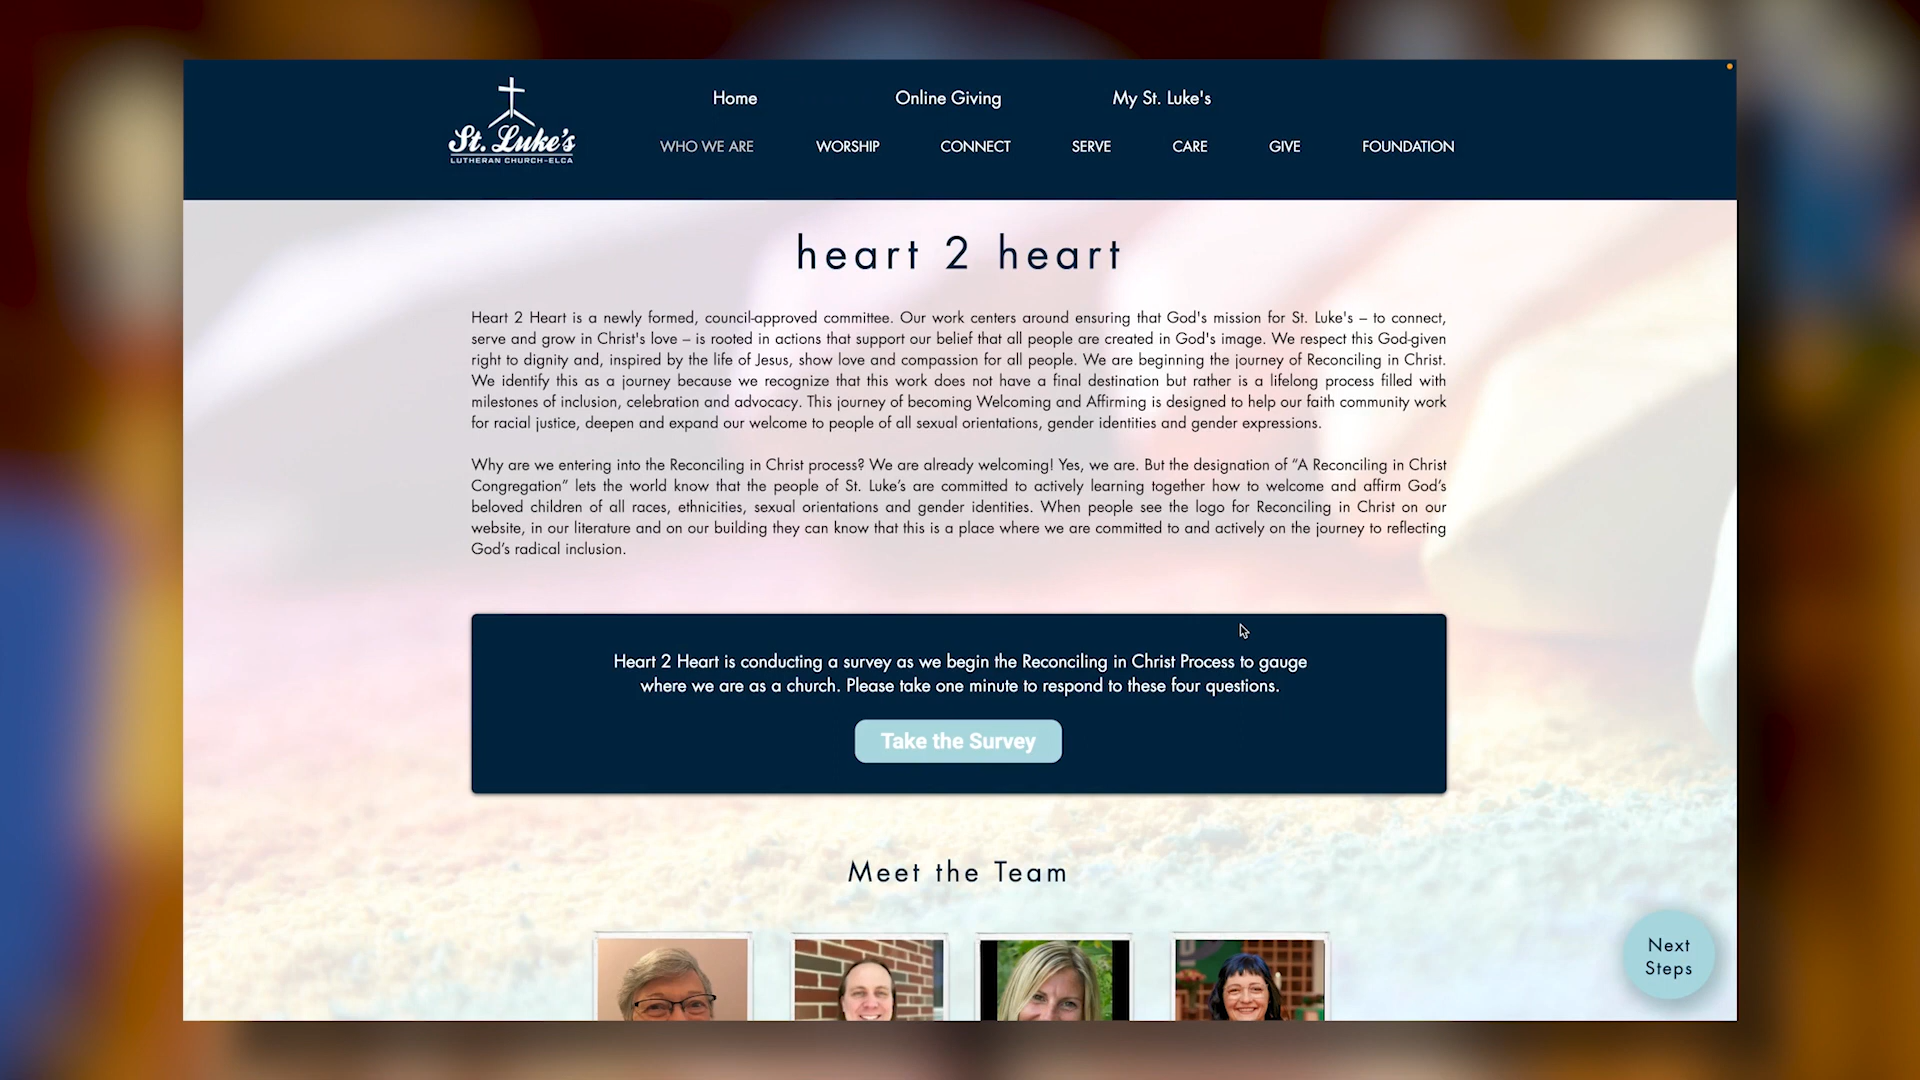 Home Online Giving My St. Luke's
St. Luke's
LUTHERAN CHURCH-ELCA
WHO WE ARE WORSHIP CONNECT SERVE CARE GIVE FOUNDATION
heart 2 heart
Heart 2 Heart is a newly formed, council-approved committee. Our work centers around ensuring that God's mission for St. Luke's – to connect,
serve and grow in Christ's love – is rooted in actions that support our belief that all people are created in God's image. We respect this God-given
right to dignity and, inspired by the life of Jesus, show love and compassion for all people. We are beginning the journey of Reconciling in Christ.
We identify this as a journey because we recognize that this work does not have a final destination but rather is a lifelong process filled with
milestones of inclusion, celebration and advocacy. This journey of becoming Welcoming and Affirming is designed to help our faith community work
for racial justice, deepen and expand our welcome to people of all sexual orientations, gender identities and gender expressions.
Why are we entering into the Reconciling in Christ process? We are already welcoming! Yes, we are. But the designation of “A Reconciling in Christ
Congregation” lets the world know that the people of St. Luke’s are committed to actively learning together how to welcome and affirm God’s
beloved children of all races, ethnicities, sexual orientations and gender identities. When people see the logo for Reconciling in Christ on our
website, in our literature and on our building they can know that this is a place where we are committed to and actively on the journey to reflecting
God’s radical inclusion.
Heart 2 Heart is conducting a survey as we begin the Reconciling in Christ Process to gauge
where we are as a church. Please take one minute to respond to these four questions.
Take the Survey
Meet the Team
Next
Steps